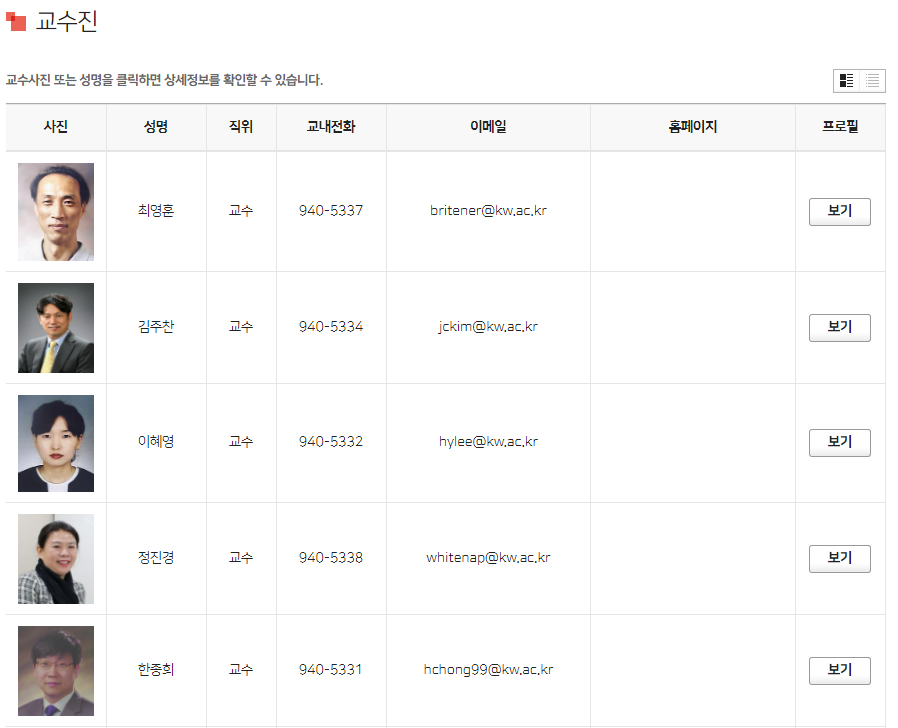 교수진
교수사진 또는 성명을 클릭하면 상세정보를 확인할 수 있습니다.
사진 성명 직위 교내전화 이메일 홈페이지 프로필
최영훈 교수 940-5337 britener@kw.ac.kr 보기
김주찬 교수 940-5334 jckim@kw.ac.kr 보기
이혜영 교수 940-5332 hylee@kw.ac.kr 보기
정진경 교수 940-5338 whitenap@kw.ac.kr 보기
한종희 교수 940-5331 hchong99@kw.ac.kr 보기